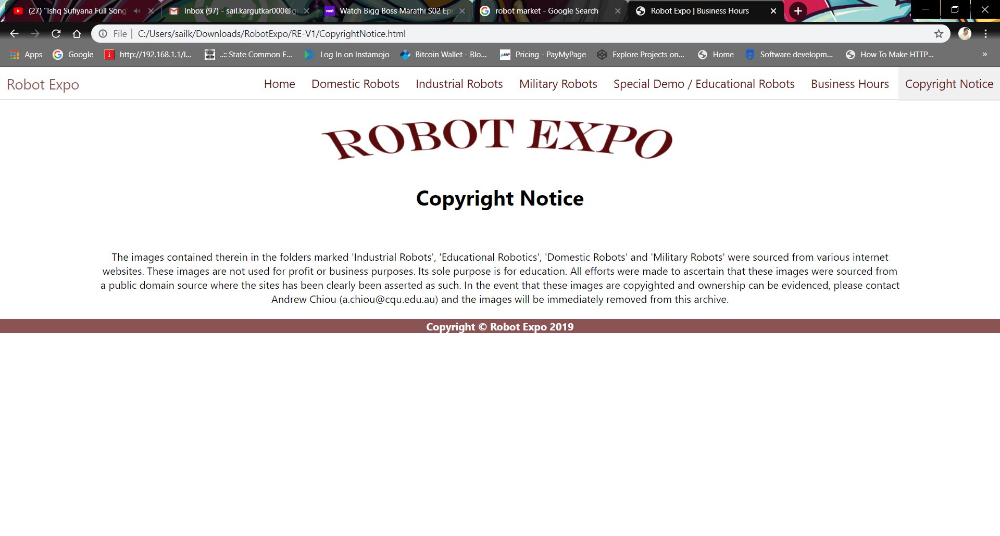 (27) "Ishq Sufiyana Full Song
Inbox (97) - sail.kargutkar000@g
voot Watch Bigg Boss Marathi S02 Epi
robot market - Google Search
Robot Expo | Business Hours
File | C:/Users/sailk/Downloads/RobotExpo/RE-V1/CopyrightNotice.html
Apps Google http://192.168.1.1/l... ..:: State Common E... Log In on Instamojo Bitcoin Wallet - Blo... Pricing - PayMyPage Explore Projects on... Home Software developm... How To Make HTTP... »
Robot Expo Home Domestic Robots Industrial Robots Military Robots Special Demo / Educational Robots Business Hours Copyright Notice
ROBOT EXPO
Copyright Notice
The images contained therein in the folders marked 'Industrial Robots', 'Educational Robotics', 'Domestic Robots' and 'Military Robots' were sourced from various internet
websites. These images are not used for profit or business purposes. Its sole purpose is for education. All efforts were made to ascertain that these images were sourced from
a public domain source where the sites has been clearly been asserted as such. In the event that these images are copyighted and ownership can be evidenced, please contact
Andrew Chiou (a.chiou@cqu.edu.au) and the images will be immediately removed from this archive.
Copyright © Robot Expo 2019